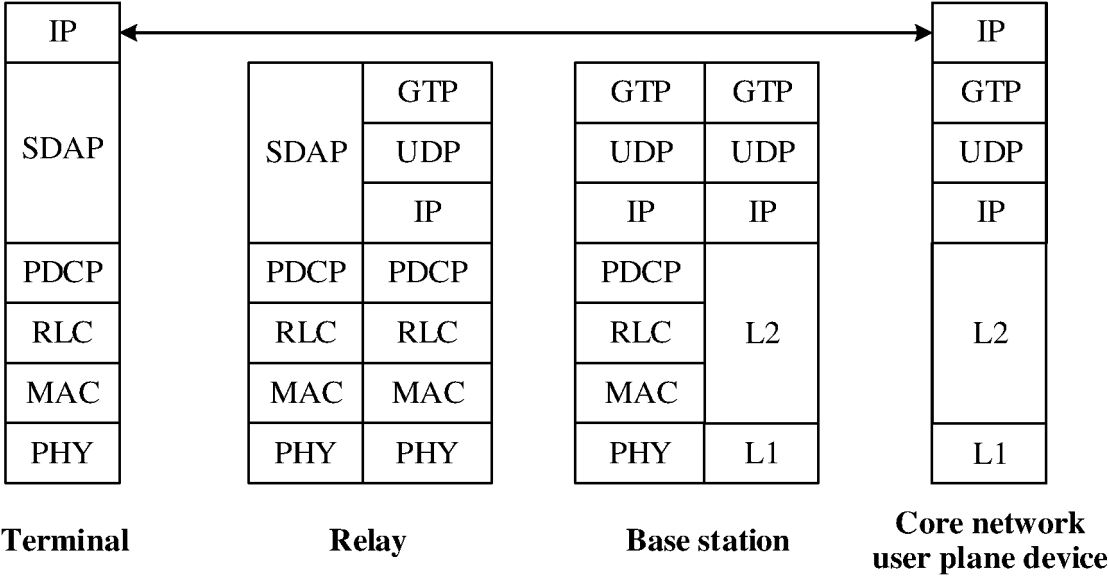 IP
SDAP
PDCP
RLC
MAC
PHY
Terminal
SDAP
PDCP
RLC
MAC
PHY
GTP
UDP
IP
PDCP
RLC
MAC
PHY
Relay
GTP
UDP
IP
PDCP
RLC
MAC
PHY
GTP
UDP
IP
L2
L1
Base station
IP
GTP
UDP
IP
L2
L1
Core network
user plane device